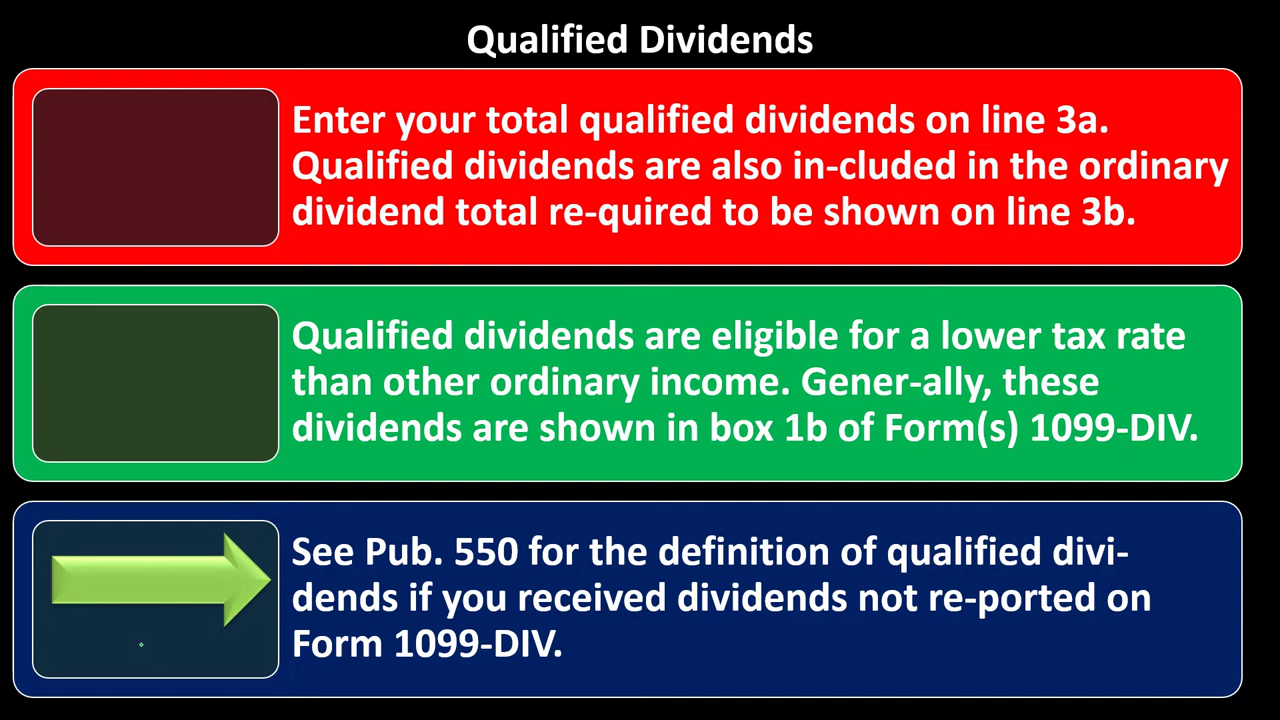 Qualified Dividends
Enter your total qualified dividends on line 3a.
Qualified dividends are also in-cluded in the ordinary
dividend total re-quired to be shown on line 3b.
Qualified dividends are eligible for a lower tax rate
than other ordinary income. Gener-ally, these
dividends are shown in box 1b of Form(s) 1099-DIV.
See Pub. 550 for the definition of qualified divi-
dends if you received dividends not re-ported on
Form 1099-DIV.